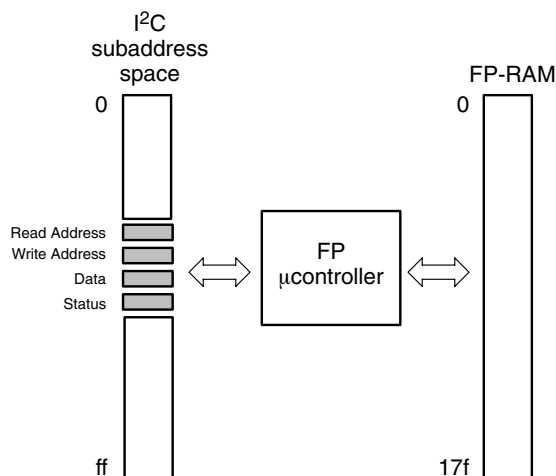 I²C
subaddress
space
FP-RAM
0
0
Read Address
Write Address
Data
Status
FP
µcontroller
ff
17f